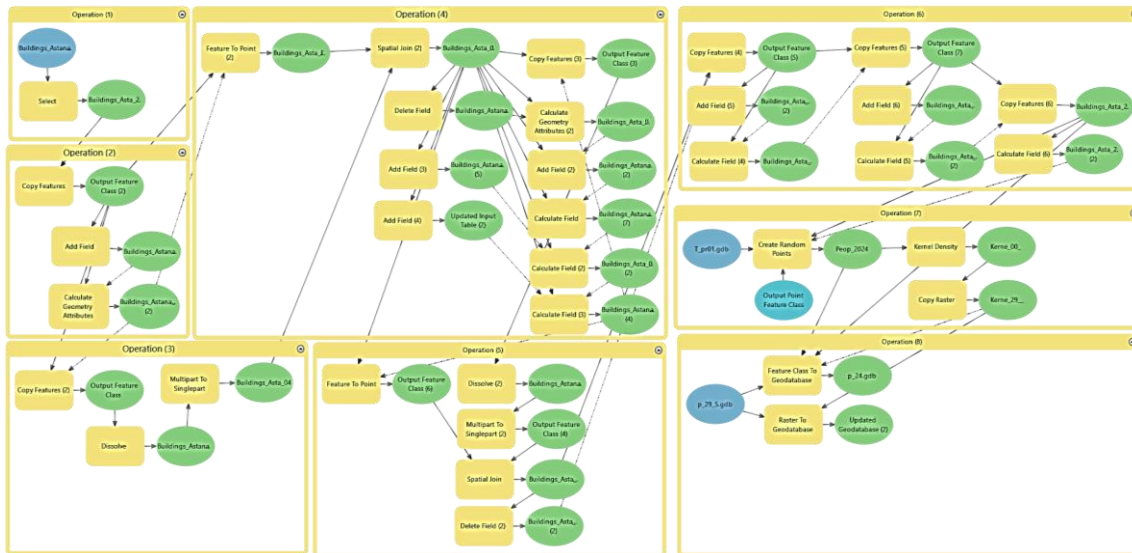 Operation (1)
Buildings_Astana.
Select
Buildings_Asta_2.
Operation (2)
Copy Features
Output Feature
Class (2)
Add Field
Buildings_Astana.
Calculate
Geometry
Attributes
Buildings_Astana_.
(2)
Operation (3)
Copy Features (2)
Output Feature
Class
Dissolve
Buildings_Astana.
Multipart To
Singlepart
Buildings_Asta_04
Operation (4)
Feature To Point
(2)
Spatial Join (2)
Copy Features (3)
Output Feature
Class (3)
Delete Field
Buildings_Astana.
Calculate
Geometry
Attributes (2)
Add Field (3)
Buildings_Astana.
(5)
Add Field (2)
Buildings_Astana.
(2)
Add Field (4)
Updated Input
Table (2)
Calculate Field
Buildings_Astana.
(7)
Calculate Field (2)
(2)
Calculate Field (3)
Buildings_Astana.
(4)
Operation (5)
Feature To Point
Output Feature
Class (6)
Dissolve (2)
Buildings_Astana.
Multipart To
Singlepart (2)
Output Feature
Class (4)
Spatial Join
Buildings_Asta_.
Delete Field (2)
Buildings_Asta_.
(2)
Operation (6)
Copy Features (4)
Output Feature
Class (5)
Copy Features (5)
Output Feature
Class (7)
Add Field (5)
Buildings_Asta_.
(2)
Add Field (6)
Buildings_Asta_.
Copy Features (6)
Buildings_Asta_2.
Calculate Field (4)
Buildings_Asta_.
Calculate Field (5)
Buildings_Asta_.
(2)
Calculate Field (6)
Buildings_Asta_2.
(2)
Operation (7)
T_pr01.gdb
Create Random
Points
Peop_2024
Kernel Density
Kerne_00_
Output Point
Feature Class
Copy Raster
Kerne_29__
Operation (8)
p_29_5.gdb
Feature Class To
Geodatabase
p_24.gdb
Raster To
Geodatabase
Updated
Geodatabase (2)